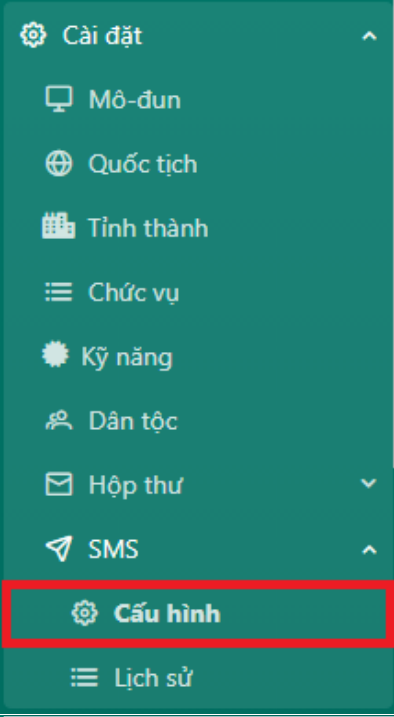 Cài đặt
Mô-đun
Quốc tịch
Tỉnh thành
Chức vụ
Kỹ năng
Dân tộc
Hộp thư
SMS
Cấu hình
Lịch sử